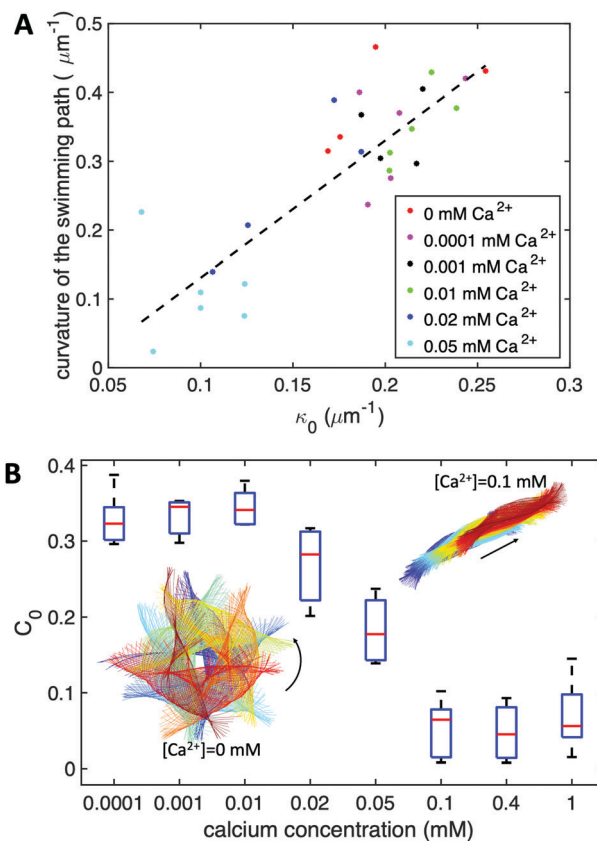 A
curvature of the swimming path ( μm⁻¹)
0.5
0.4
0.3
0.2
0.1
0
0.05
0.1
0.15
0.2
0.25
0.3
κ₀ (μm⁻¹)
0 mM Ca²⁺
0.0001 mM Ca²⁺
0.001 mM Ca²⁺
0.01 mM Ca²⁺
0.02 mM Ca²⁺
0.05 mM Ca²⁺
B
C₀
0.4
0.3
0.2
0.1
0
[Ca²⁺]=0.1 mM
[Ca²⁺]=0 mM
0.0001
0.001
0.01
0.02
0.05
0.1
0.4
1
calcium concentration (mM)